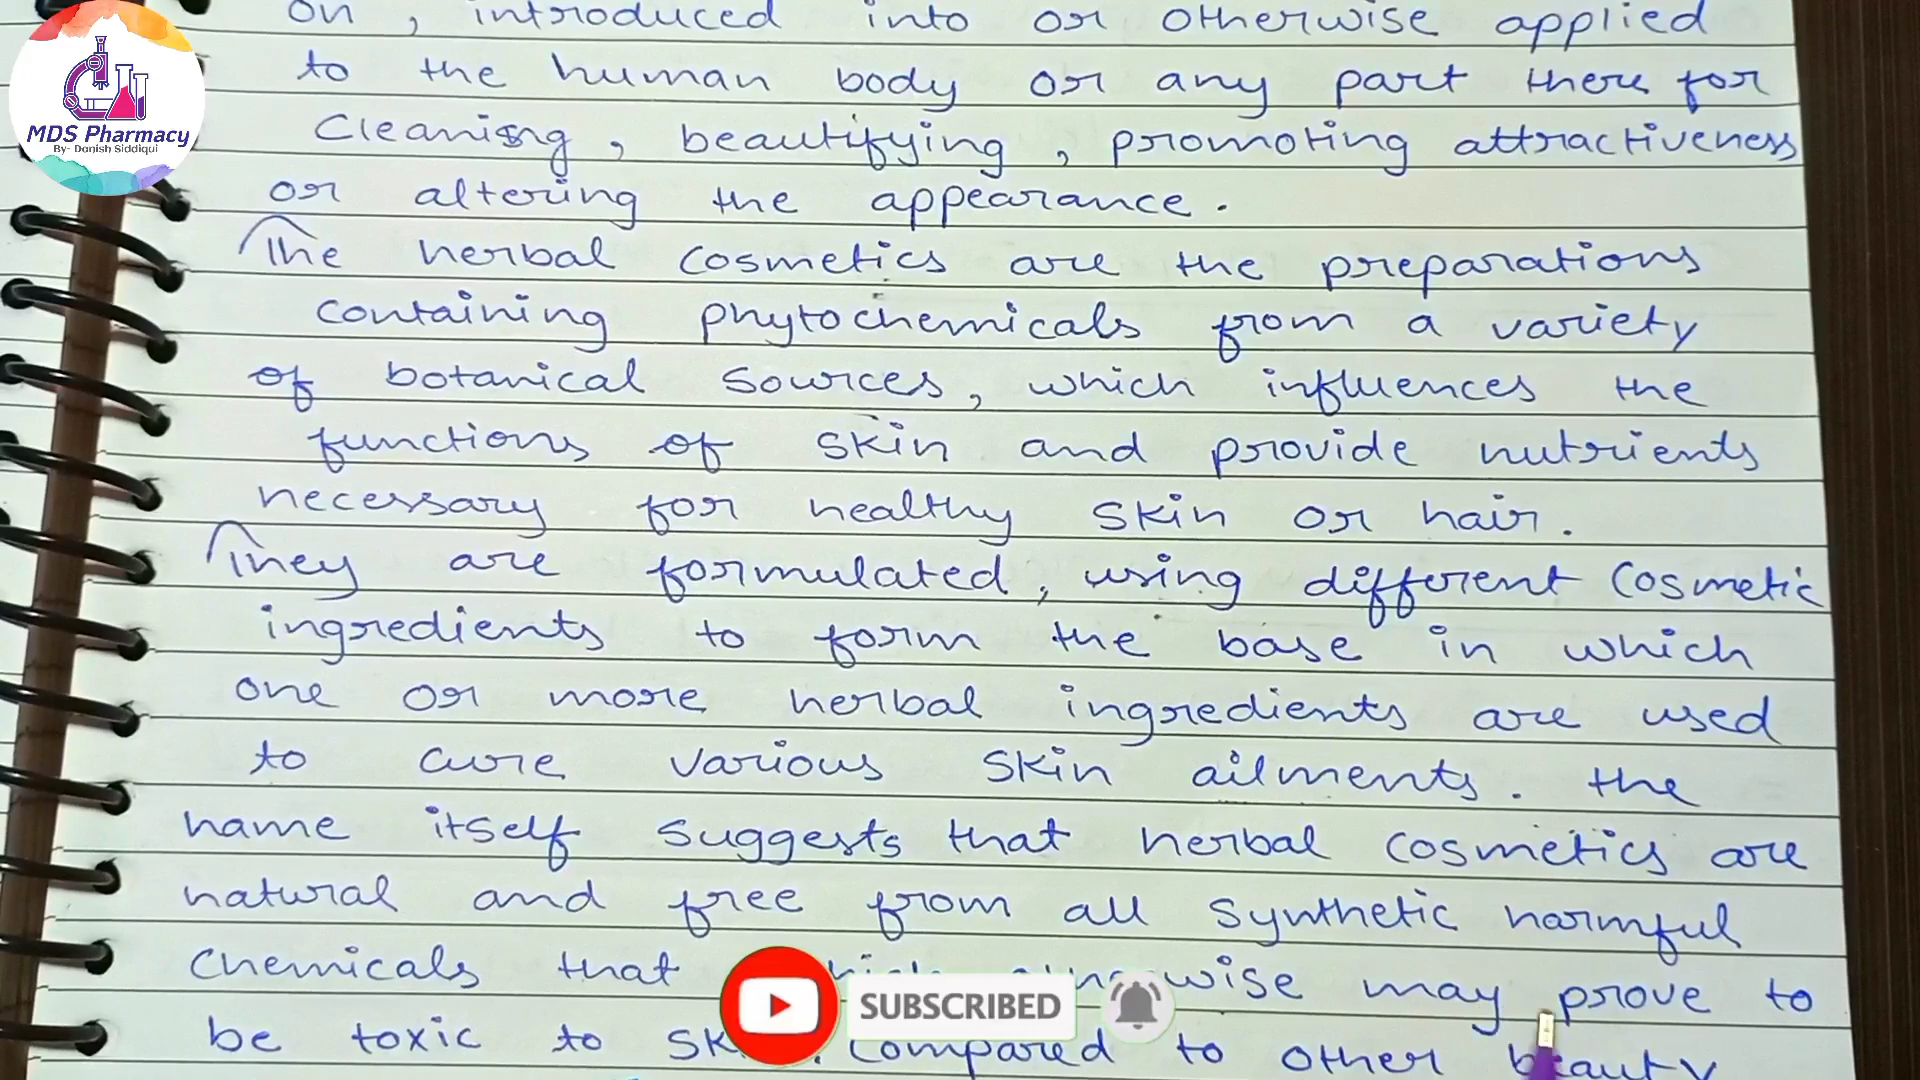 on, introduced into or otherwise applied
to the human body or any part there for
Cleaning, beautifying, promoting attractiveness
or altering the appearance.
The herbal cosmetics are the preparations
containing phytochemicals from a variety
of botanical sources, which influences the
functions of skin and provide nutrients
necessary for healthy skin or hair.
They are formulated, using different Cosmetic
ingredients to form the base in which
one or more herbal ingredients are used
to cure various skin ailments. the
name itself suggests that herbal cosmetics are
natural and free from all synthetic harmful
chemicals that may prove to
be toxic to Compared to other beauty
MDS Pharmacy
By- Danish Siddiqui
SUBSCRIBED